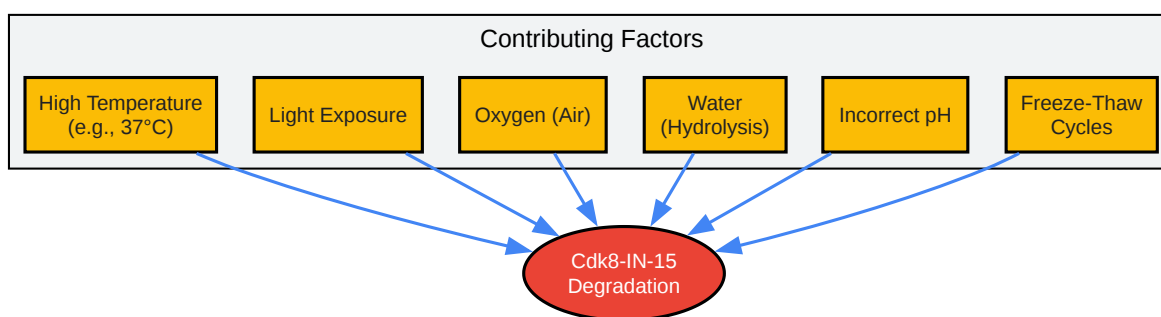 Contributing Factors
High Temperature
(e.g., 37°C)
Light Exposure
Oxygen (Air)
Water
(Hydrolysis)
Incorrect pH
Freeze-Thaw
Cycles
Cdk8-IN-15
Degradation